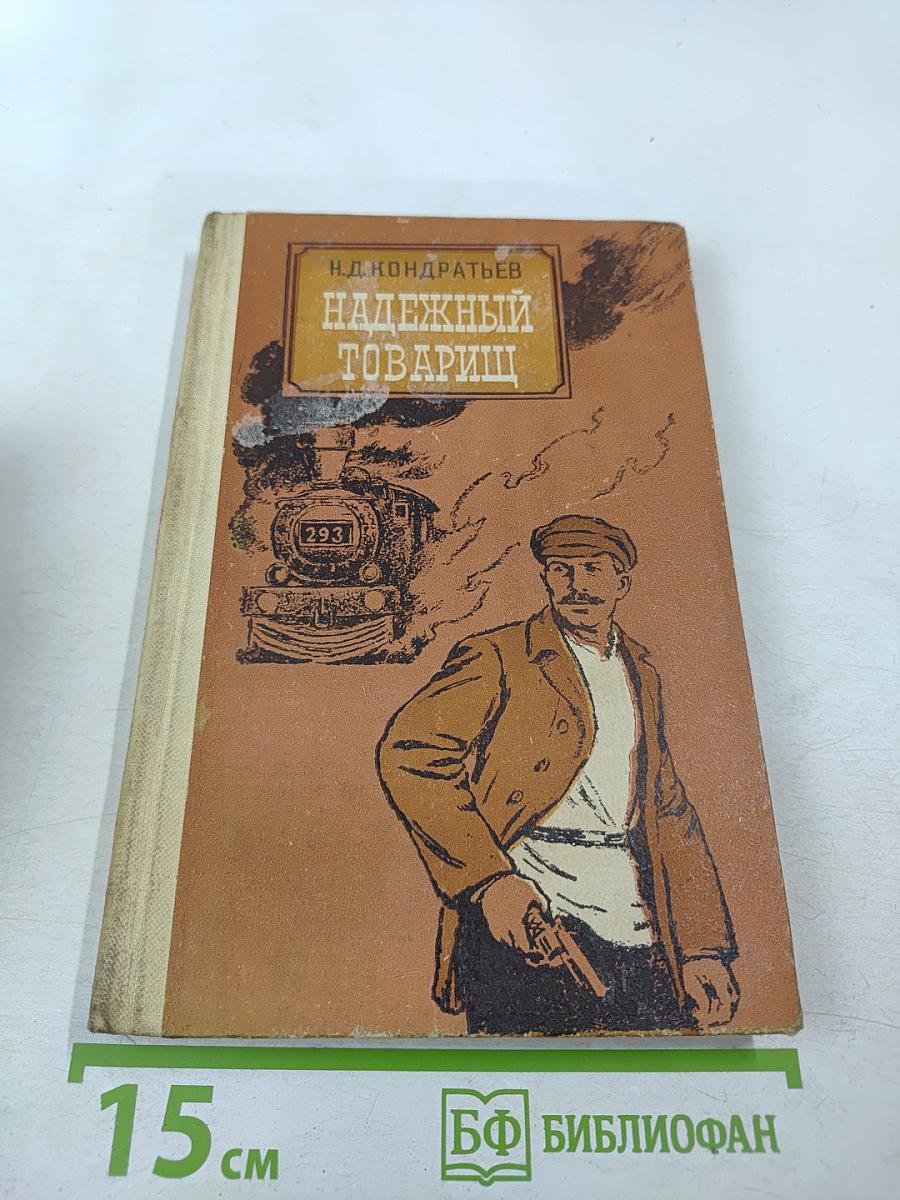 Н.Д.КОНДРАТЬЕВ
НАДЕЖНЫЙ
ТОВАРИЩ
293
15 см
БФ БИБЛИОФАН